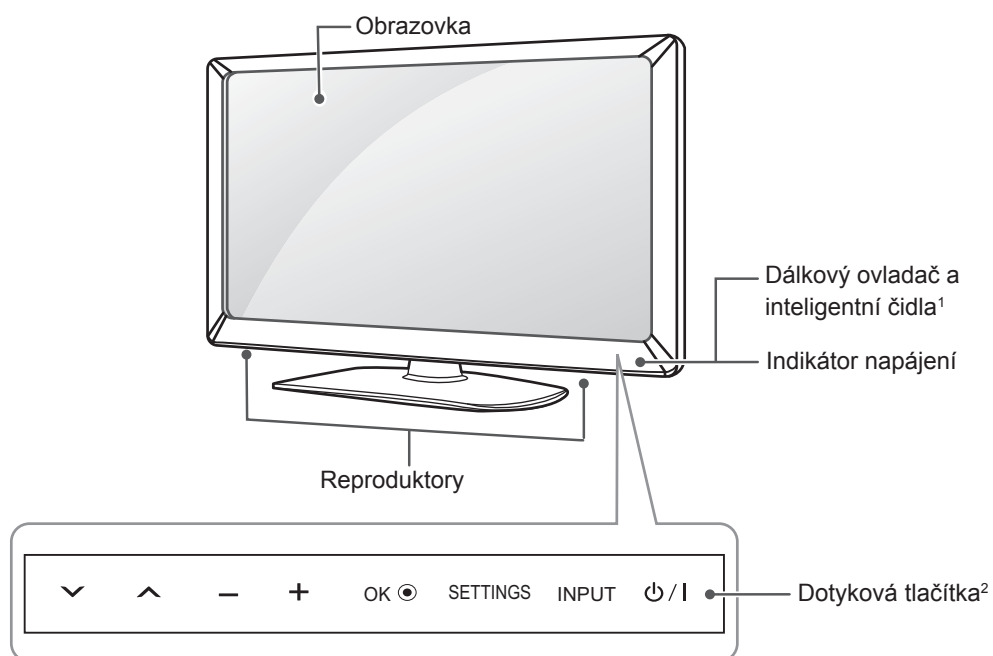 Obrazovka
Dálkový ovladač a
inteligentní čidla¹
Indikátor napájení
Reproduktory
OK SETTINGS INPUT
Dotyková tlačítka²